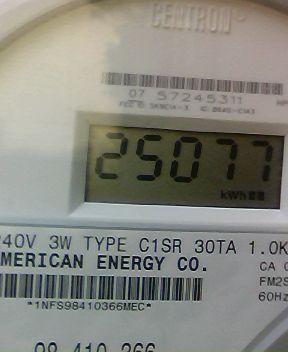 CENTRON®
07 57245311
25077
kWh
240V 3W TYPE C1SR 30TA 1.0K
AMERICAN ENERGY CO.
CA
FM2S
60Hz
*1NFS98410366MEC*
98 410 366